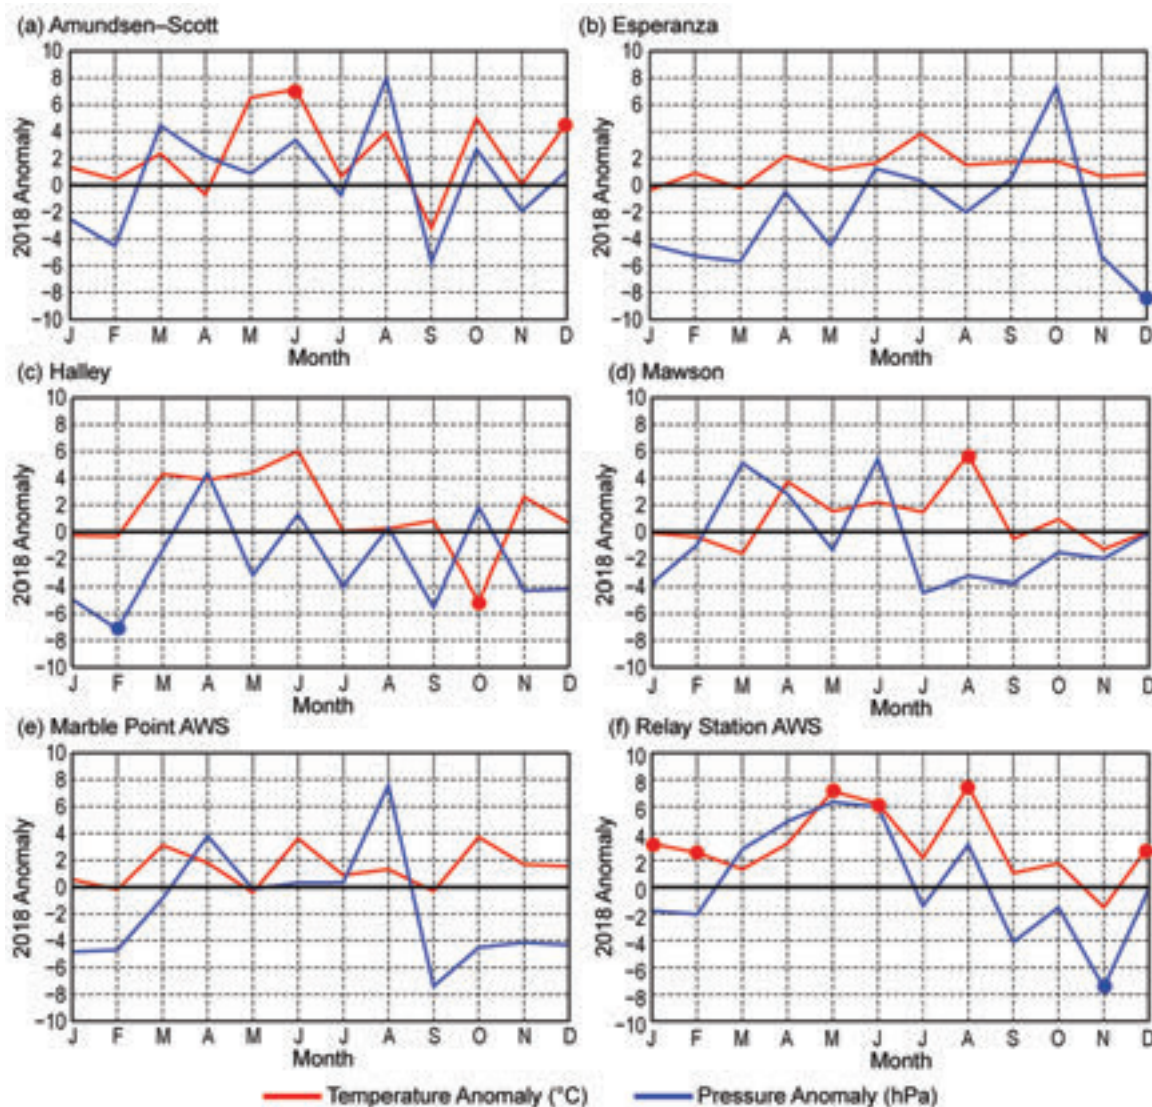 (a) Amundsen–Scott
(b) Esperanza
10
8
6
4
2
0
−2
−4
−6
−8
−10
2018 Anomaly
J F M A M J J A S O N D
Month
10
8
6
4
2
0
−2
−4
−6
−8
−10
2018 Anomaly
J F M A M J J A S O N D
Month
(c) Halley
(d) Mawson
10
8
6
4
2
0
−2
−4
−6
−8
−10
2018 Anomaly
J F M A M J J A S O N D
Month
10
8
6
4
2
0
−2
−4
−6
−8
−10
2018 Anomaly
J F M A M J J A S O N D
Month
(e) Marble Point AWS
(f) Relay Station AWS
10
8
6
4
2
0
−2
−4
−6
−8
−10
2018 Anomaly
J F M A M J J A S O N D
Month
10
8
6
4
2
0
−2
−4
−6
−8
−10
2018 Anomaly
J F M A M J J A S O N D
Month
Temperature Anomaly (°C)
Pressure Anomaly (hPa)